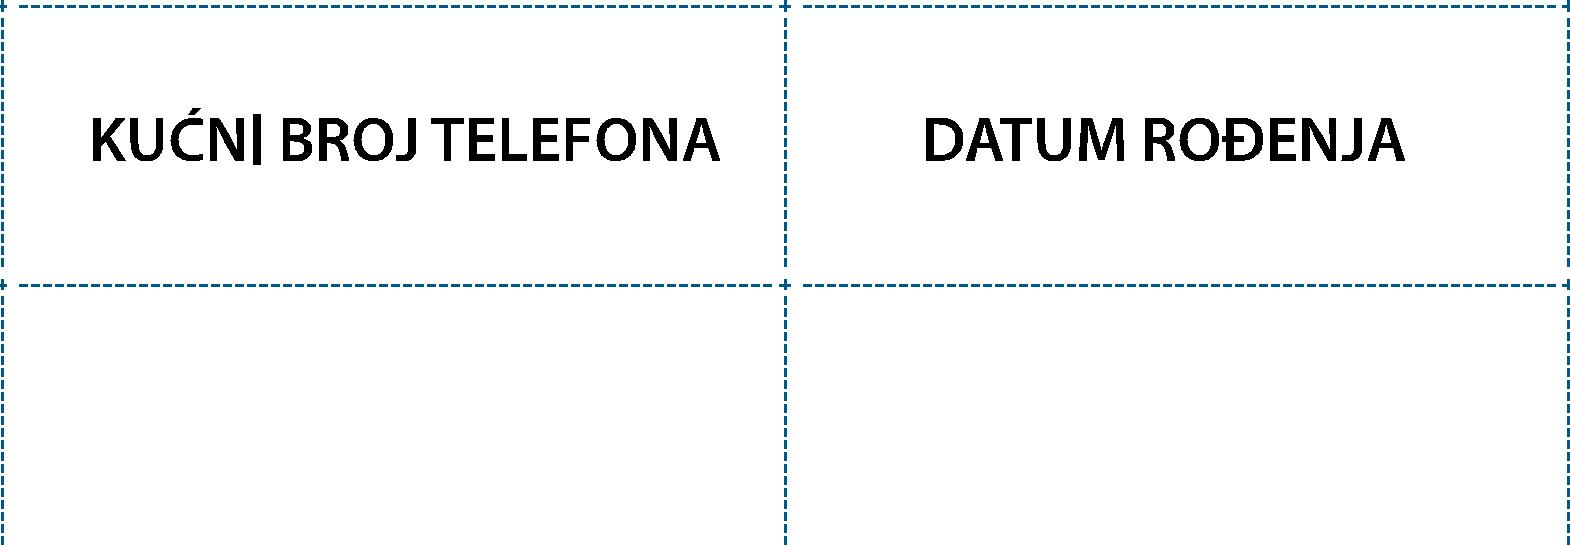 KUĆNI BROJ TELEFONA
DATUM ROĐENJA